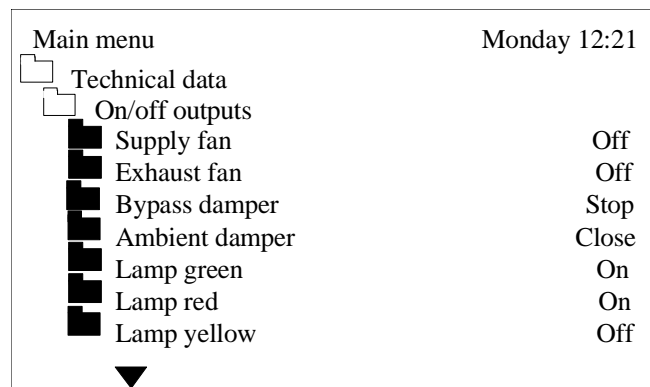 Main menu Monday 12:21
Technical data
On/off outputs
Supply fan Off
Exhaust fan Off
Bypass damper Stop
Ambient damper Close
Lamp green On
Lamp red On
Lamp yellow Off